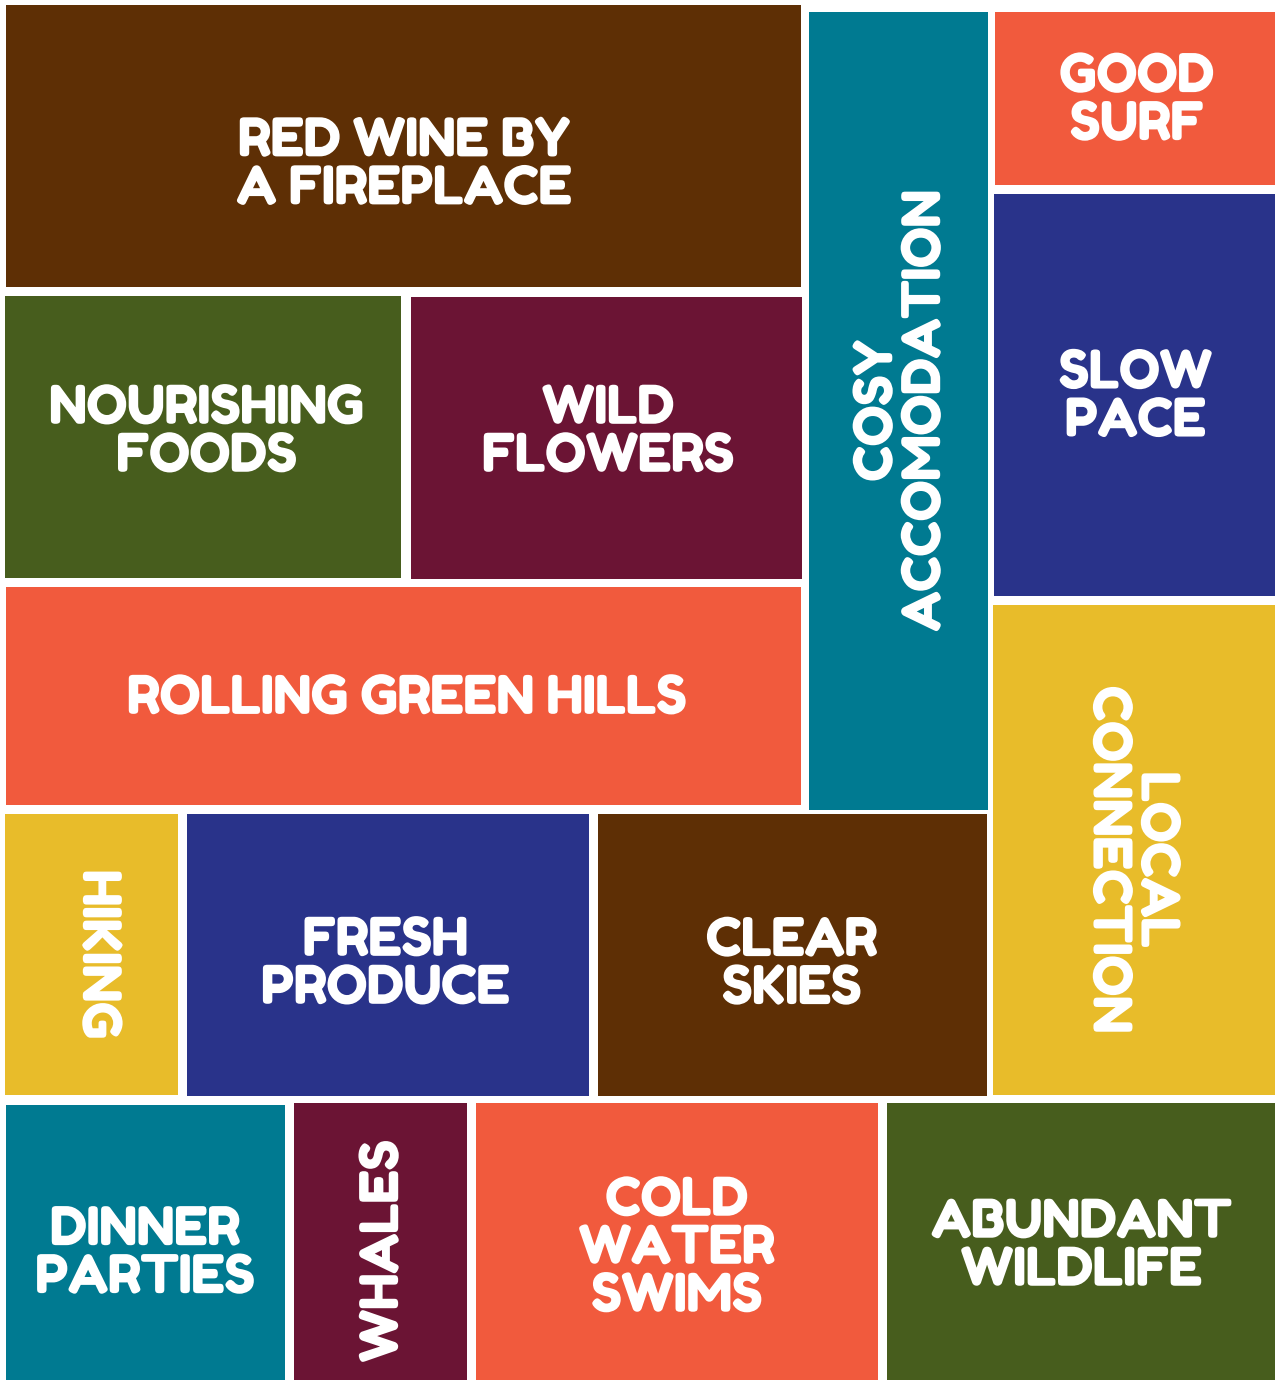 RED WINE BY
A FIREPLACE
COSY
ACCOMODATION
GOOD
SURF
SLOW
PACE
NOURISHING
FOODS
WILD
FLOWERS
ROLLING GREEN HILLS
LOCAL
CONNECTION
HIKING
FRESH
PRODUCE
CLEAR
SKIES
DINNER
PARTIES
WHALES
COLD
WATER
SWIMS
ABUNDANT
WILDLIFE